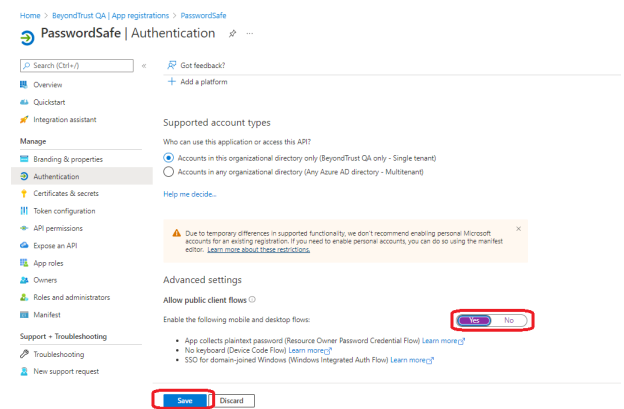 Home > BeyondTrust QA | App registrations > PasswordSafe
PasswordSafe | Authentication
Search (Ctrl+/)
«
Got feedback?
+ Add a platform
Overview
Quickstart
Integration assistant
Manage
Branding & properties
Authentication
Certificates & secrets
Token configuration
API permissions
Expose an API
App roles
Owners
Roles and administrators
Manifest
Support + Troubleshooting
Troubleshooting
New support request
Supported account types
Who can use this application or access this API?
Accounts in this organizational directory only (BeyondTrust QA only - Single tenant)
Accounts in any organizational directory (Any Azure AD directory - Multitenant)
Help me decide...
Due to temporary differences in supported functionality, we don't recommend enabling personal Microsoft
accounts for an existing registration. If you need to enable personal accounts, you can do so using the manifest
editor. Learn more about these restrictions.
Advanced settings
Allow public client flows
Enable the following mobile and desktop flows:
Yes No
• App collects plaintext password (Resource Owner Password Credential Flow) Learn more
• No keyboard (Device Code Flow) Learn more
• SSO for domain-joined Windows (Windows Integrated Auth Flow) Learn more
Save Discard